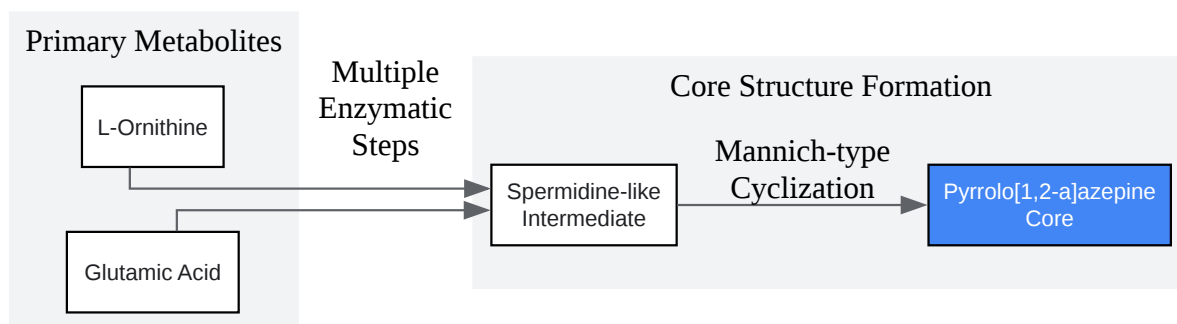 Primary Metabolites
L-Ornithine
Glutamic Acid
Multiple
Enzymatic
Steps
Core Structure Formation
Spermidine-like
Intermediate
Mannich-type
Cyclization
Pyrrolo[1,2-a]azepine
Core